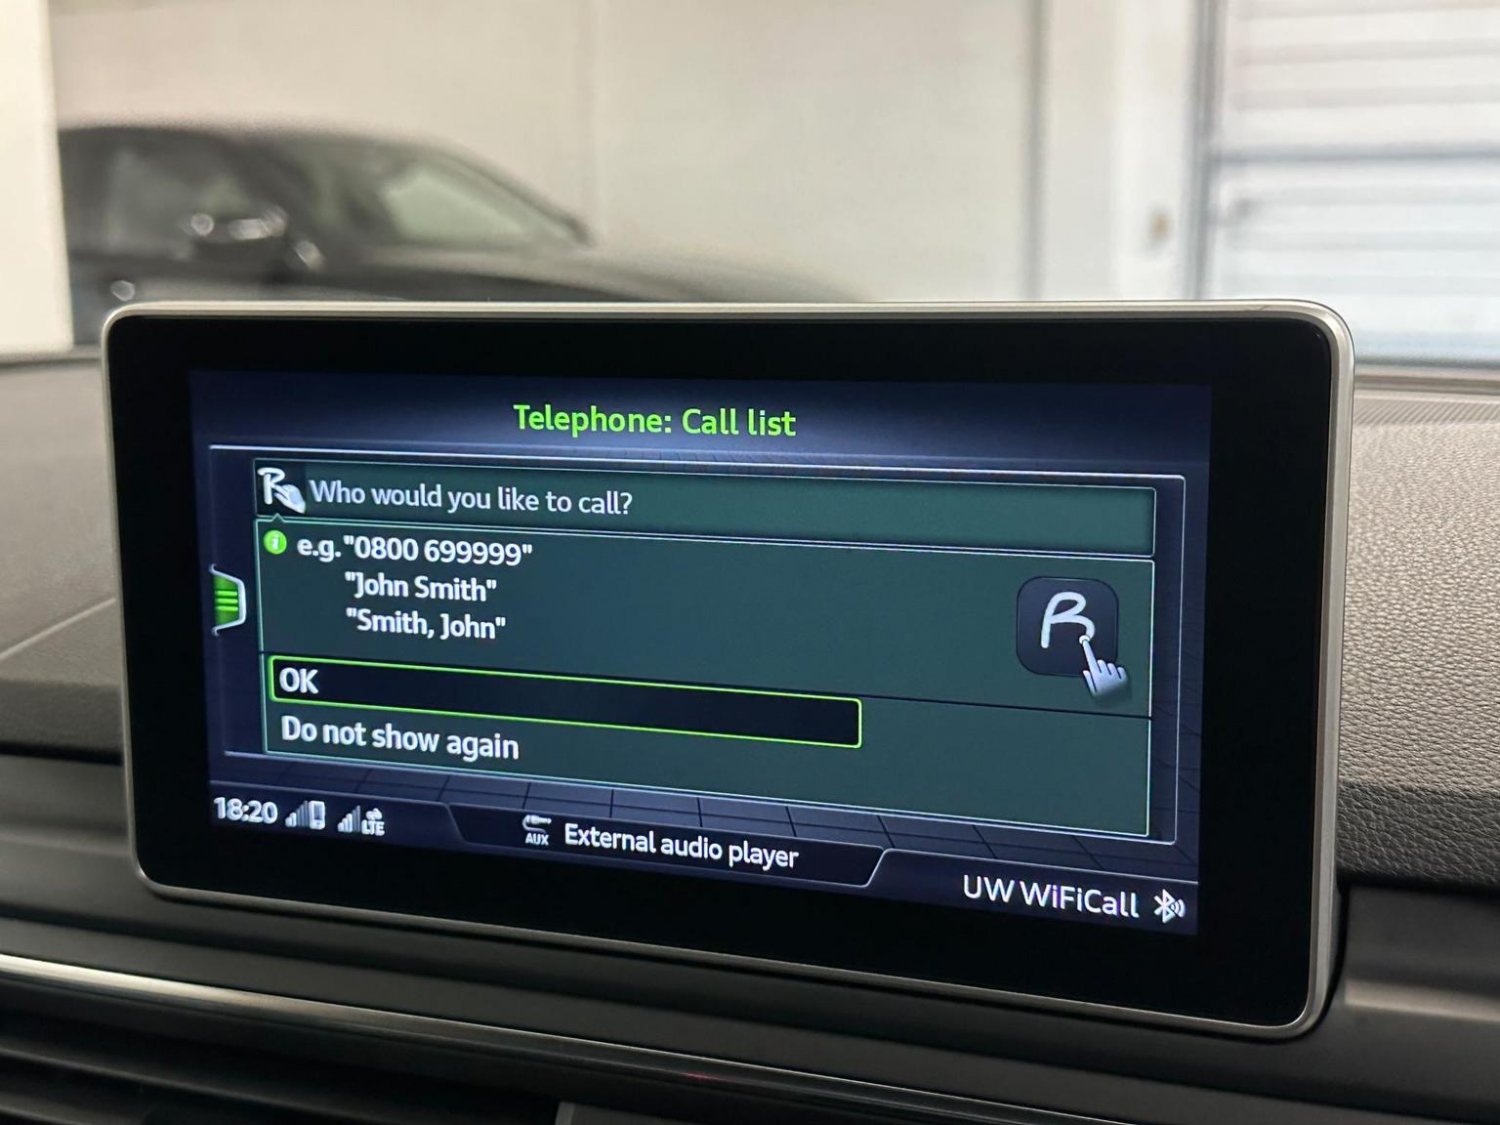 Telephone: Call list
Who would you like to call?
e.g. "0800 699999"
"John Smith"
"Smith, John"
R
OK
Do not show again
18:20 LTE
AUX External audio player
UW WiFiCall